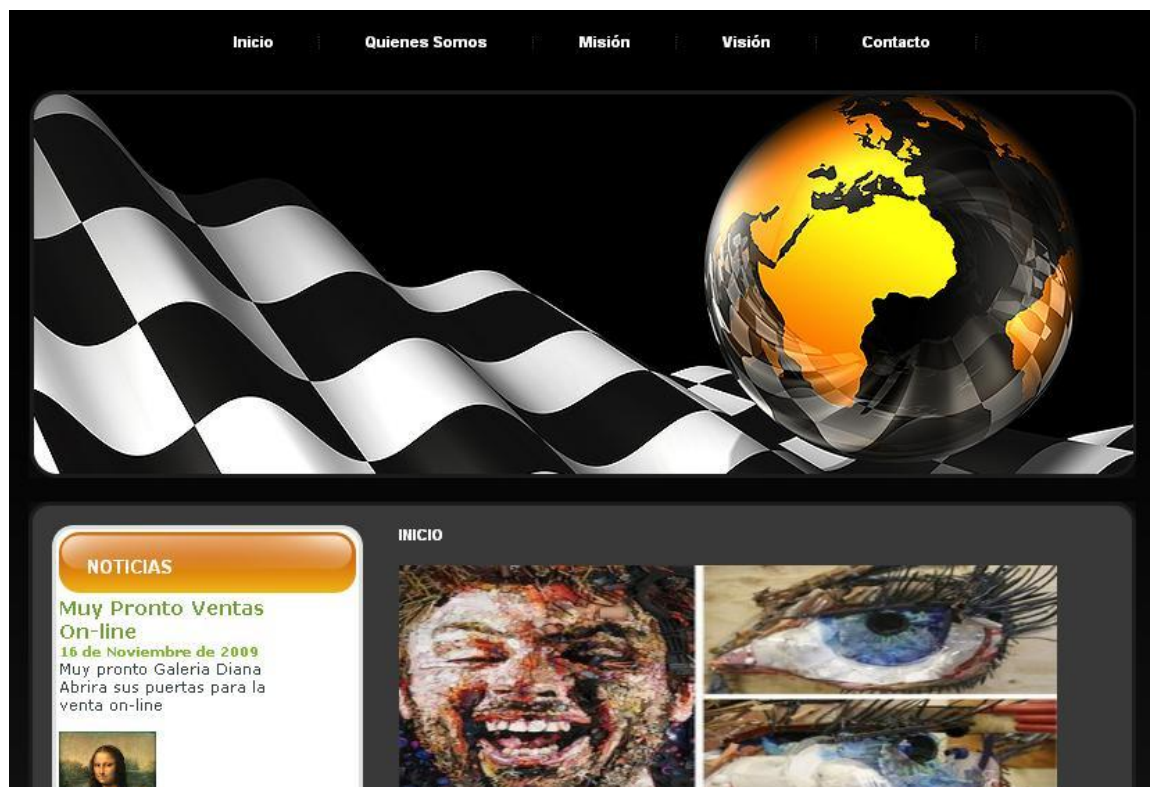 Inicio
Quienes Somos
Misión
Visión
Contacto
NOTICIAS
Muy Pronto Ventas
On-line
16 de Noviembre de 2009
Muy pronto Galeria Diana
Abrira sus puertas para la
venta on-line
INICIO